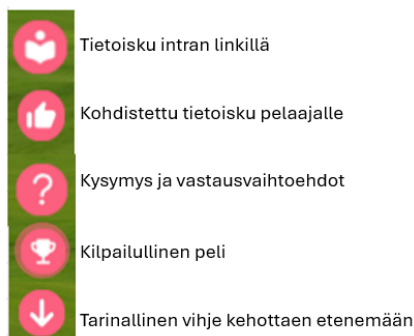 Tietoisku intran linkillä
Kohdistettu tietoisku pelaajalle
Kysymys ja vastausvaihtoehdot
Kilpailullinen peli
Tarinallinen vihje kehottaen etenemään